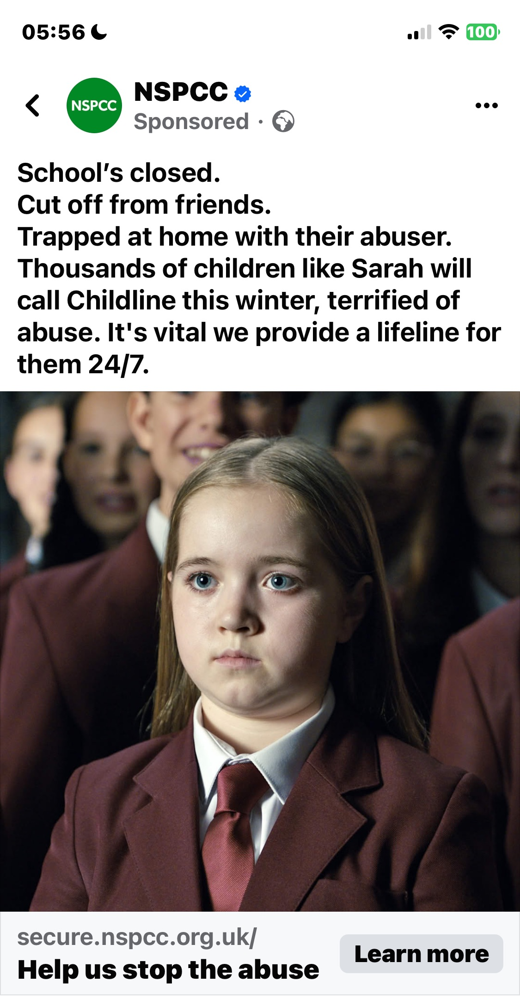 05:56
100
NSPCC
NSPCC
Sponsored ·
School’s closed.
Cut off from friends.
Trapped at home with their abuser.
Thousands of children like Sarah will
call Childline this winter, terrified of
abuse. It's vital we provide a lifeline for
them 24/7.
secure.nspcc.org.uk/
Help us stop the abuse
Learn more